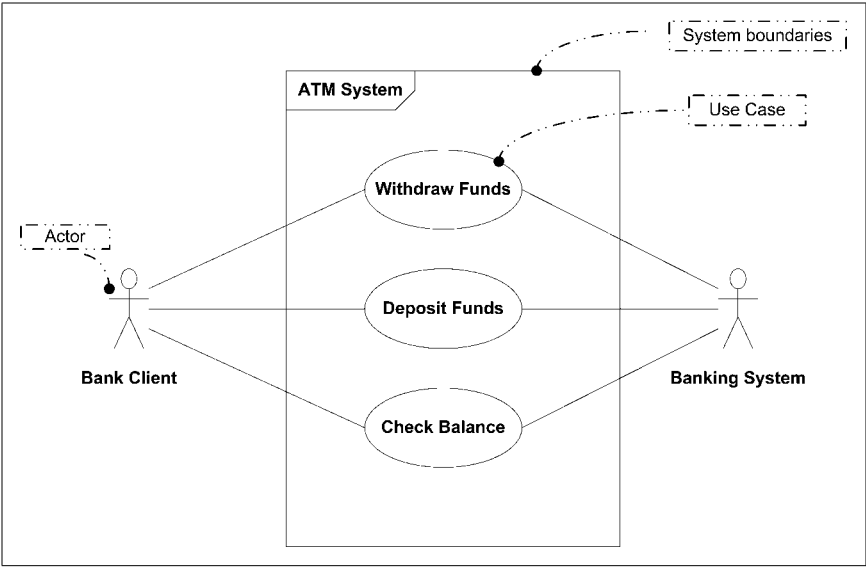 System boundaries
ATM System
Use Case
Withdraw Funds
Actor
Deposit Funds
Bank Client
Banking System
Check Balance